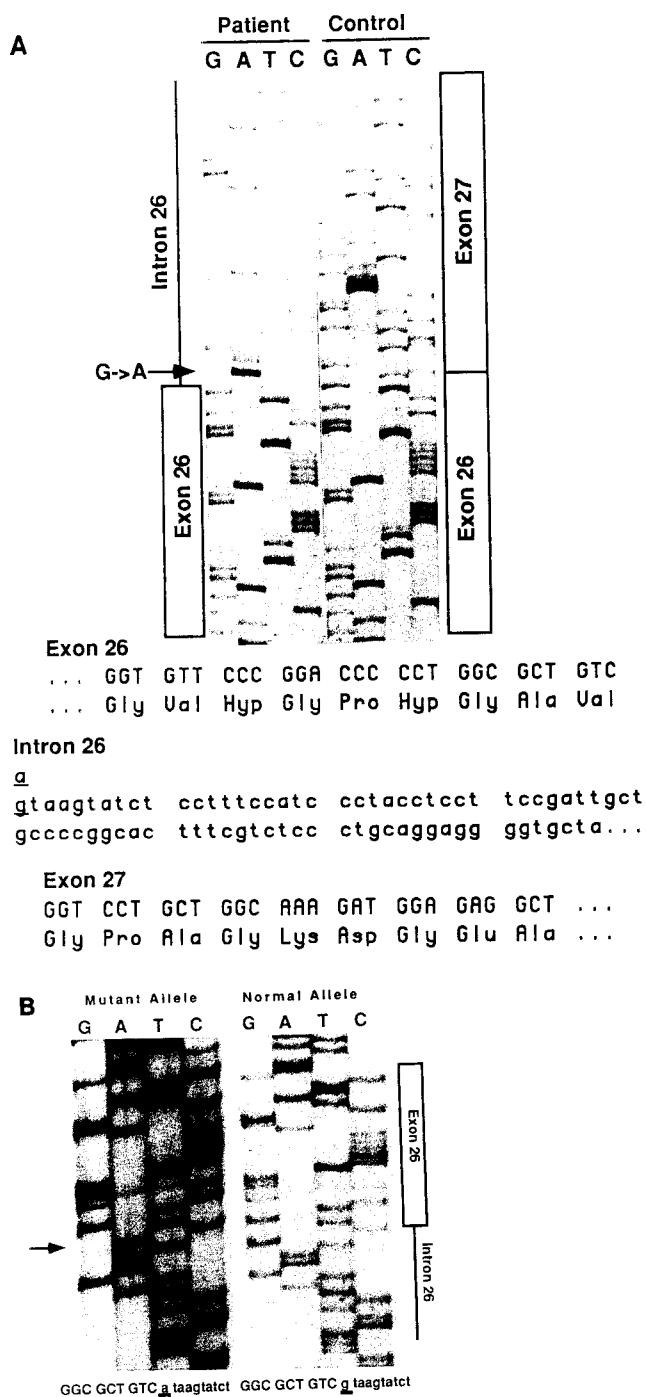 A
Patient Control
G A T C G A T C
Intron 26
Exon 27
G->A
Exon 26
Exon 26
Exon 26
... GGT GTT CCC GGA CCC CCT GGC GCT GTC
... Gly Val Hyp Gly Pro Hyp Gly Ala Val
Intron 26
a
gtaagtatct cctttccatc cctacctcct tccgattgct
gccccggcac tttcgtctcc ctgcaggagg ggtgcta...
Exon 27
GGT CCT GCT GGC AAA GAT GGA GAG GCT ...
Gly Pro Ala Gly Lys Asp Gly Glu Ala ...
B
Mutant Allele Normal Allele
G A T C G A T C
Exon 26
Intron 26
GGC GCT GTC a taagtatct GGC GCT GTC g taagtatct